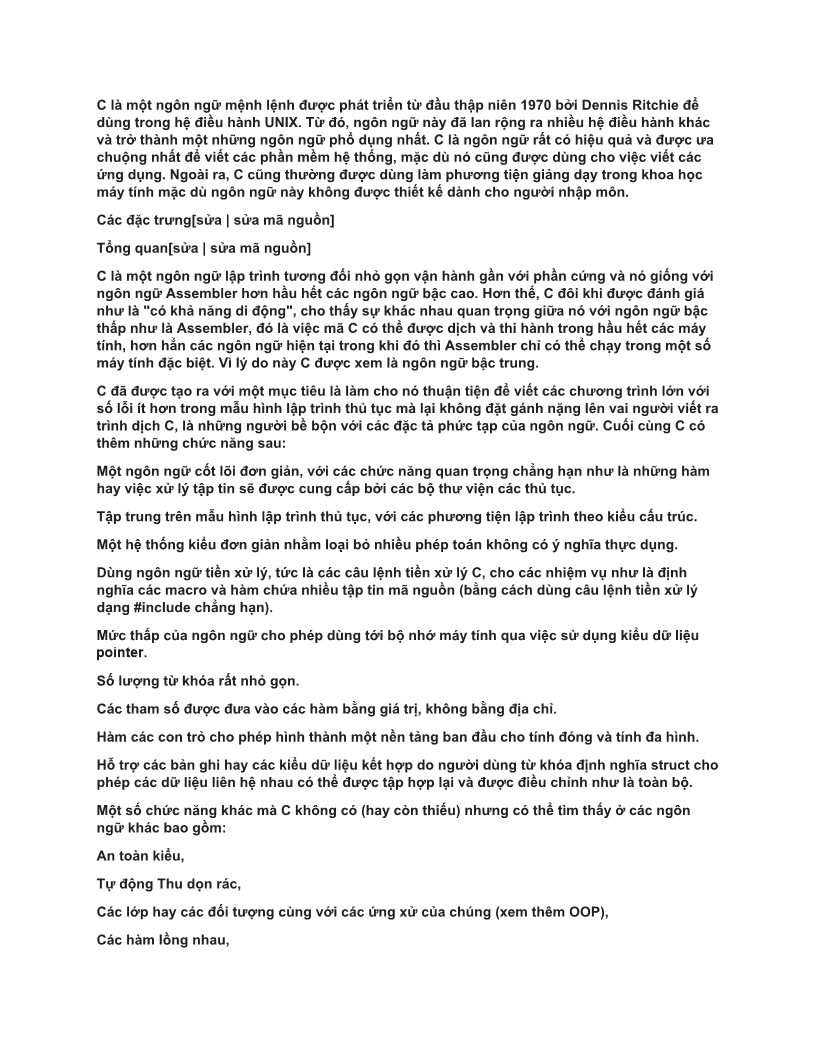 C là một ngôn ngữ mệnh lệnh được phát triển từ đầu thập niên 1970 bởi Dennis Ritchie để
dùng trong hệ điều hành UNIX. Từ đó, ngôn ngữ này đã lan rộng ra nhiều hệ điều hành khác
và trở thành một những ngôn ngữ phổ dụng nhất. C là ngôn ngữ rất có hiệu quả và được ưa
chuộng nhất để viết các phần mềm hệ thống, mặc dù nó cũng được dùng cho việc viết các
ứng dụng. Ngoài ra, C cũng thường được dùng làm phương tiện giảng dạy trong khoa học
máy tính mặc dù ngôn ngữ này không được thiết kế dành cho người nhập môn.
Các đặc trưng[sửa | sửa mã nguồn]
Tổng quan[sửa | sửa mã nguồn]
C là một ngôn ngữ lập trình tương đối nhỏ gọn vận hành gần với phần cứng và nó giống với
ngôn ngữ Assembler hơn hầu hết các ngôn ngữ bậc cao. Hơn thế, C đôi khi được đánh giá
như là "có khả năng di động", cho thấy sự khác nhau quan trọng giữa nó với ngôn ngữ bậc
thấp như là Assembler, đó là việc mã C có thể được dịch và thi hành trong hầu hết các máy
tính, hơn hẳn các ngôn ngữ hiện tại trong khi đó thì Assembler chỉ có thể chạy trong một số
máy tính đặc biệt. Vì lý do này C được xem là ngôn ngữ bậc trung.
C đã được tạo ra với một mục tiêu là làm cho nó thuận tiện để viết các chương trình lớn với
số lỗi ít hơn trong mẫu hình lập trình thủ tục mà lại không đặt gánh nặng lên vai người viết ra
trình dịch C, là những người bề bộn với các đặc tả phức tạp của ngôn ngữ. Cuối cùng C có
thêm những chức năng sau:
Một ngôn ngữ cốt lõi đơn giản, với các chức năng quan trọng chẳng hạn như là những hàm
hay việc xử lý tập tin sẽ được cung cấp bởi các bộ thư viện các thủ tục.
Tập trung trên mẫu hình lập trình thủ tục, với các phương tiện lập trình theo kiểu cấu trúc.
Một hệ thống kiểu đơn giản nhằm loại bỏ nhiều phép toán không có ý nghĩa thực dụng.
Dùng ngôn ngữ tiền xử lý, tức là các câu lệnh tiền xử lý C, cho các nhiệm vụ như là định
nghĩa các macro và hàm chứa nhiều tập tin mã nguồn (bằng cách dùng câu lệnh tiền xử lý
dạng #include chẳng hạn).
Mức thấp của ngôn ngữ cho phép dùng tới bộ nhớ máy tính qua việc sử dụng kiểu dữ liệu
pointer.
Số lượng từ khóa rất nhỏ gọn.
Các tham số được đưa vào các hàm bằng giá trị, không bằng địa chỉ.
Hàm các con trỏ cho phép hình thành một nền tảng ban đầu cho tính đóng và tính đa hình.
Hỗ trợ các bản ghi hay các kiểu dữ liệu kết hợp do người dùng từ khóa định nghĩa struct cho
phép các dữ liệu liên hệ nhau có thể được tập hợp lại và được điều chỉnh như là toàn bộ.
Một số chức năng khác mà C không có (hay còn thiếu) nhưng có thể tìm thấy ở các ngôn
ngữ khác bao gồm:
An toàn kiểu,
Tự động Thu dọn rác,
Các lớp hay các đối tượng cùng với các ứng xử của chúng (xem thêm OOP),
Các hàm lồng nhau,